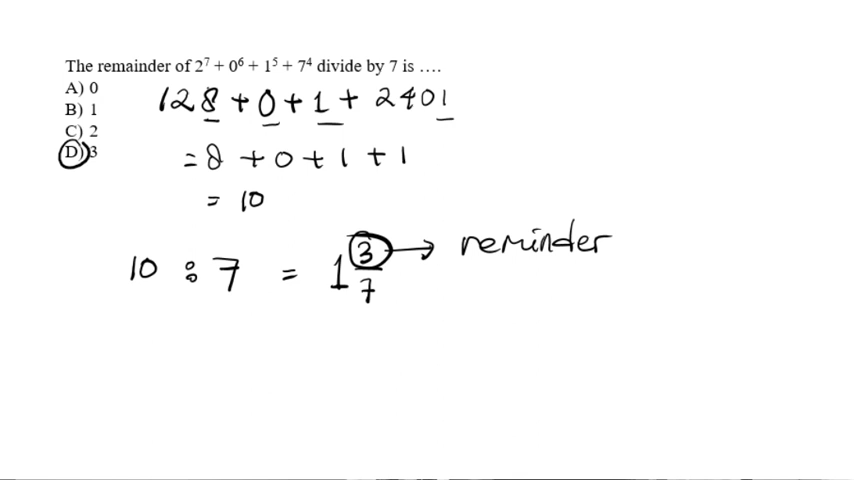 The remainder of 2⁷ + 0⁶ + 1⁵ + 7⁴ divide by 7 is ….
A) 0
B) 1
C) 2
D) 3
128 + 0 + 1 + 2401
= 8 + 0 + 1 + 1
= 10
10 : 7 = 1 3/7 → reminder